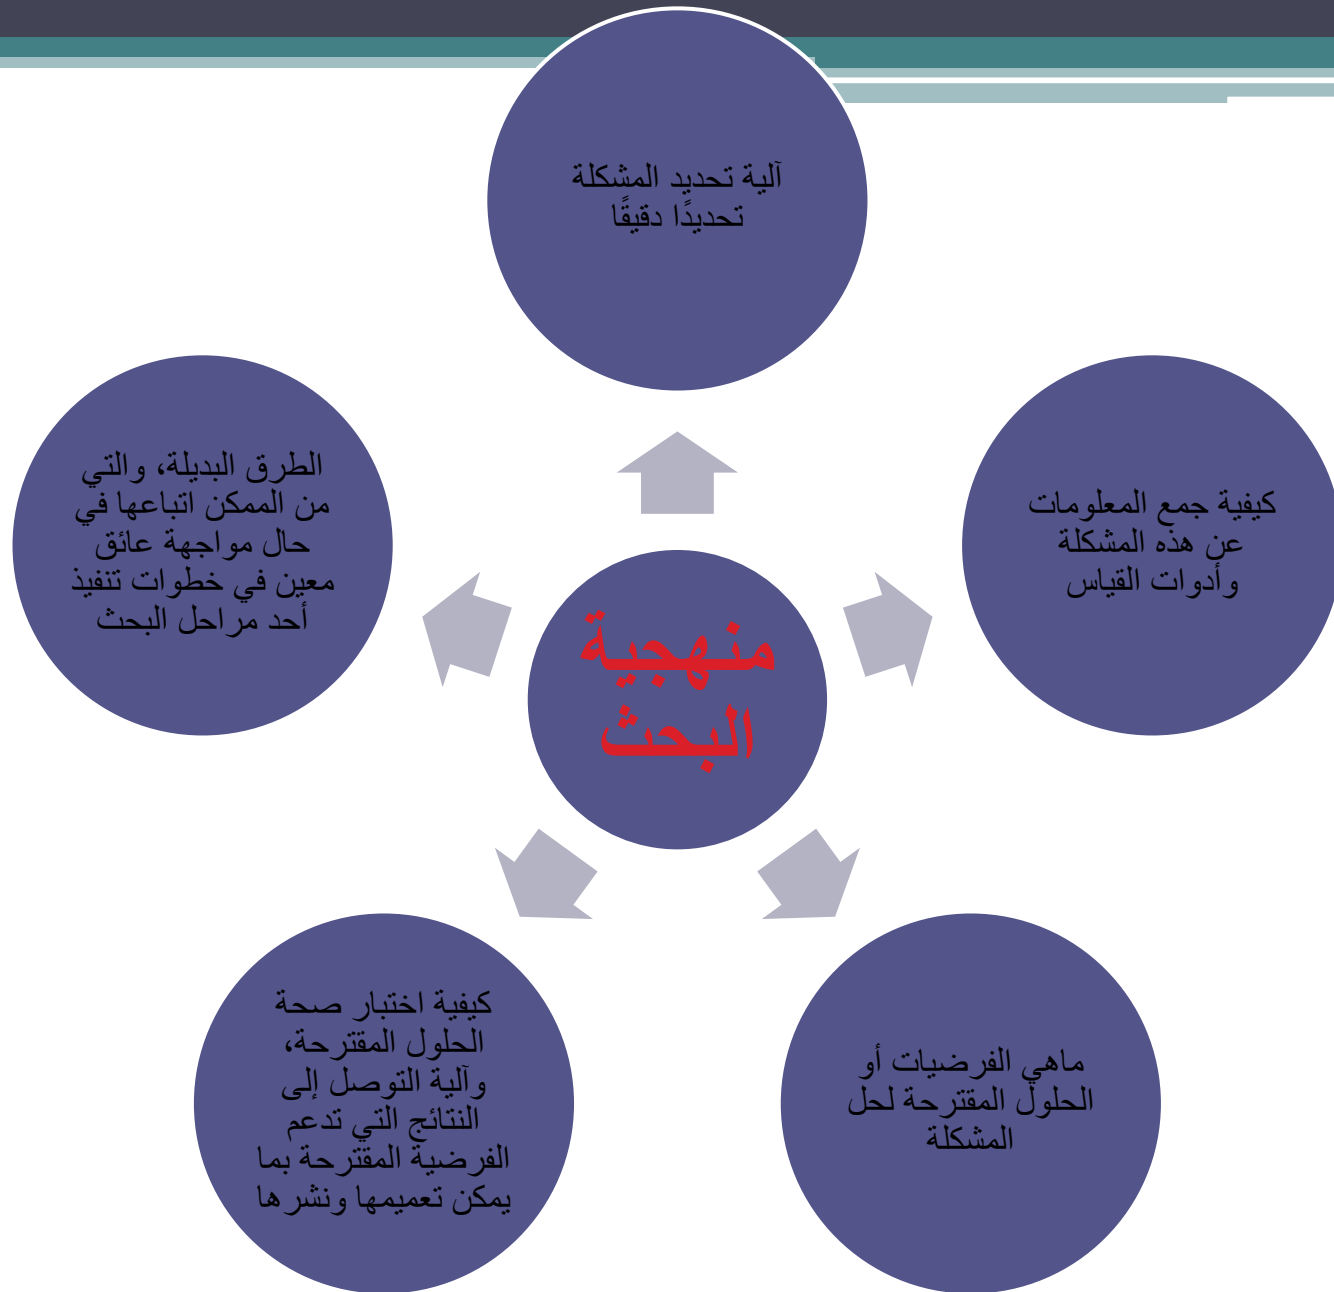 آلية تحديد المشكلة
تحديدًا دقيقًا
كيفية جمع المعلومات
عن هذه المشكلة
وأدوات القياس
ماهي الفرضيات أو
الحلول المقترحة لحل
المشكلة
كيفية اختبار صحة
الحلول المقترحة،
وآلية التوصل إلى
النتائج التي تدعم
الفرضية المقترحة بما
يمكن تعميمها ونشرها
الطرق البديلة، والتي
من الممكن اتباعها في
حال مواجهة عائق
معين في خطوات تنفيذ
أحد مراحل البحث
منهجية
البحث